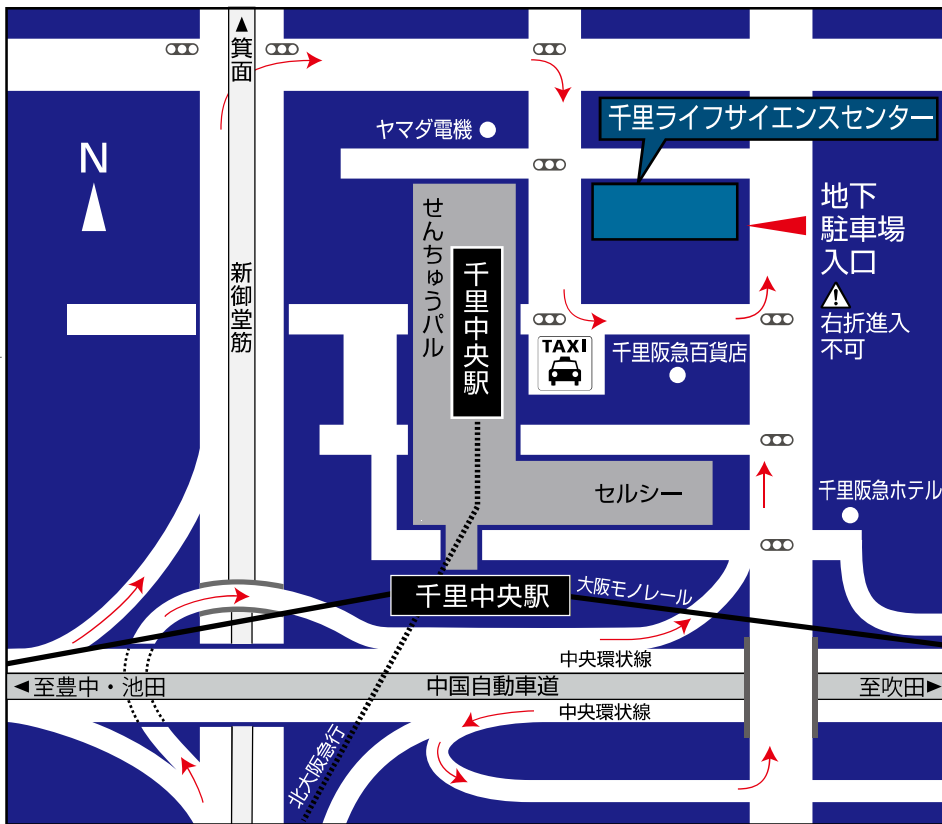 ▲箕面
千里ライフサイエンスセンター
ヤマダ電機
N
せんちゅうパル
千里中央駅
地下
駐車場
入口
右折進入
不可
新御堂筋
TAXI
千里阪急百貨店
セルシー
千里阪急ホテル
千里中央駅
大阪モノレール
中央環状線
◀至豊中・池田
中国自動車道
至吹田▶
中央環状線
北大阪急行